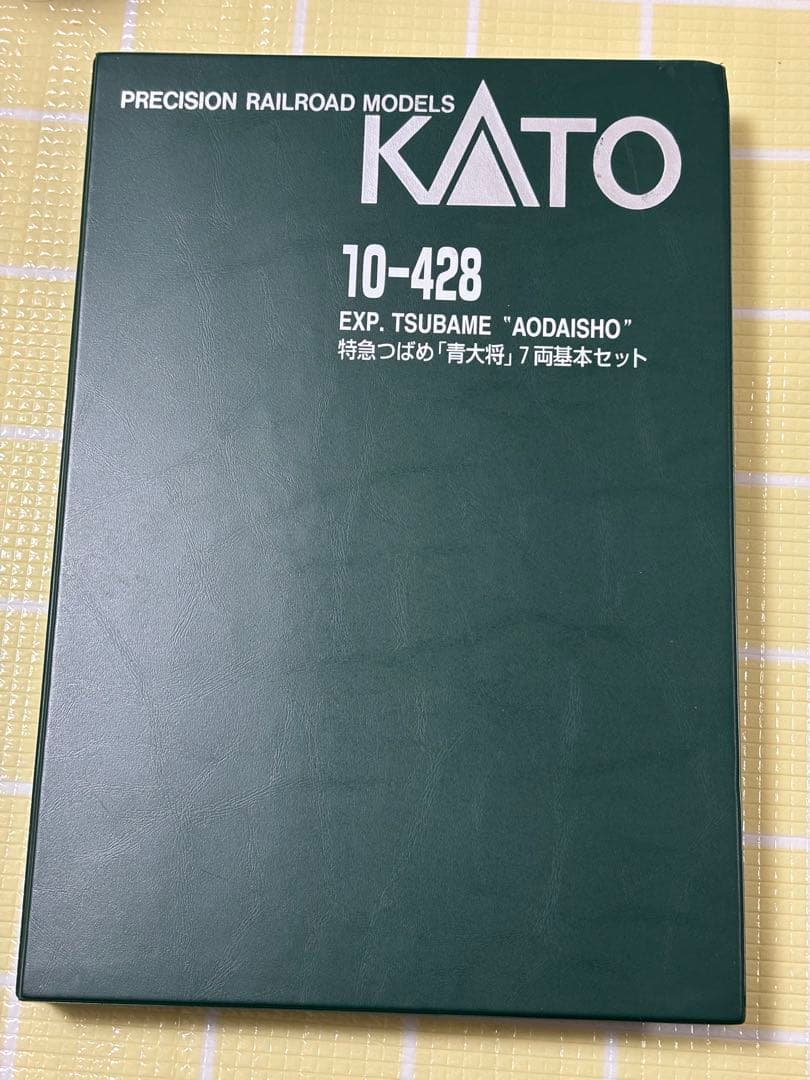 PRECISION RAILROAD MODELS
KATO
10-428
EXP. TSUBAME "AODAISHO"
特急つばめ「青大将」7両基本セット